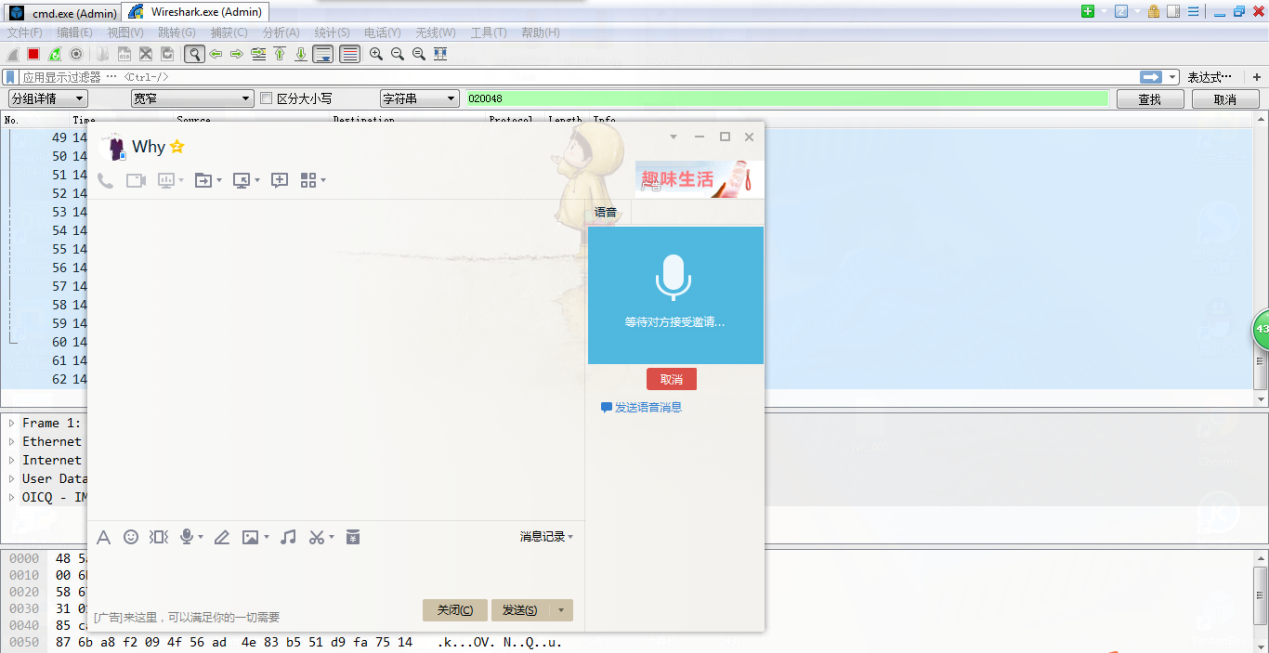 cmd.exe (Admin) Wireshark.exe (Admin)
文件(F) 编辑(E) 视图(V) 跳转(G) 捕获(C) 分析(A) 统计(S) 电话(Y) 无线(W) 工具(T) 帮助(H)
应用显示过滤器 … <Ctrl-/> 表达式… +
分组详情 宽窄 区分大小写 字符串 020048 查找 取消
No. Time Source Destination Protocol Length Info
49 14
50 14
51 14
52 14
53 14
54 14
55 14
56 14
57 14
58 14
59 14
60 14
61 14
62 14
Why
趣味生活
广告
语音
等待对方接受邀请...
取消
发送语音消息
43
Frame 1:
Ethernet
Internet
User Data
OICQ - IM
消息记录
[广告]来这里，可以满足你的一切需要
关闭(C) 发送(S)
0000 48
0010 00
0020 58
0030 31
0040 85
0050 87 6b a8 f2 09 4f 56 ad 4e 83 b5 51 d9 fa 75 14 .k...OV. N..Q..u.